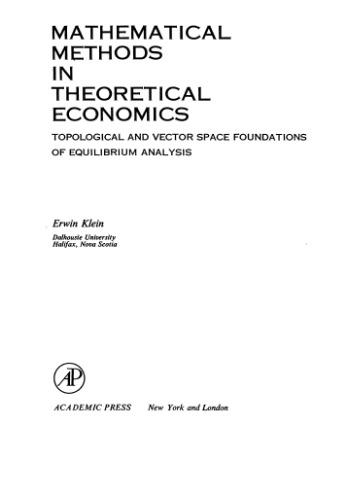 MATHEMATICAL
METHODS
IN
THEORETICAL
ECONOMICS
TOPOLOGICAL AND VECTOR SPACE FOUNDATIONS
OF EQUILIBRIUM ANALYSIS
Erwin Klein
Dalhousie University
Halifax, Nova Scotia
AP
ACADEMIC PRESS New York and London